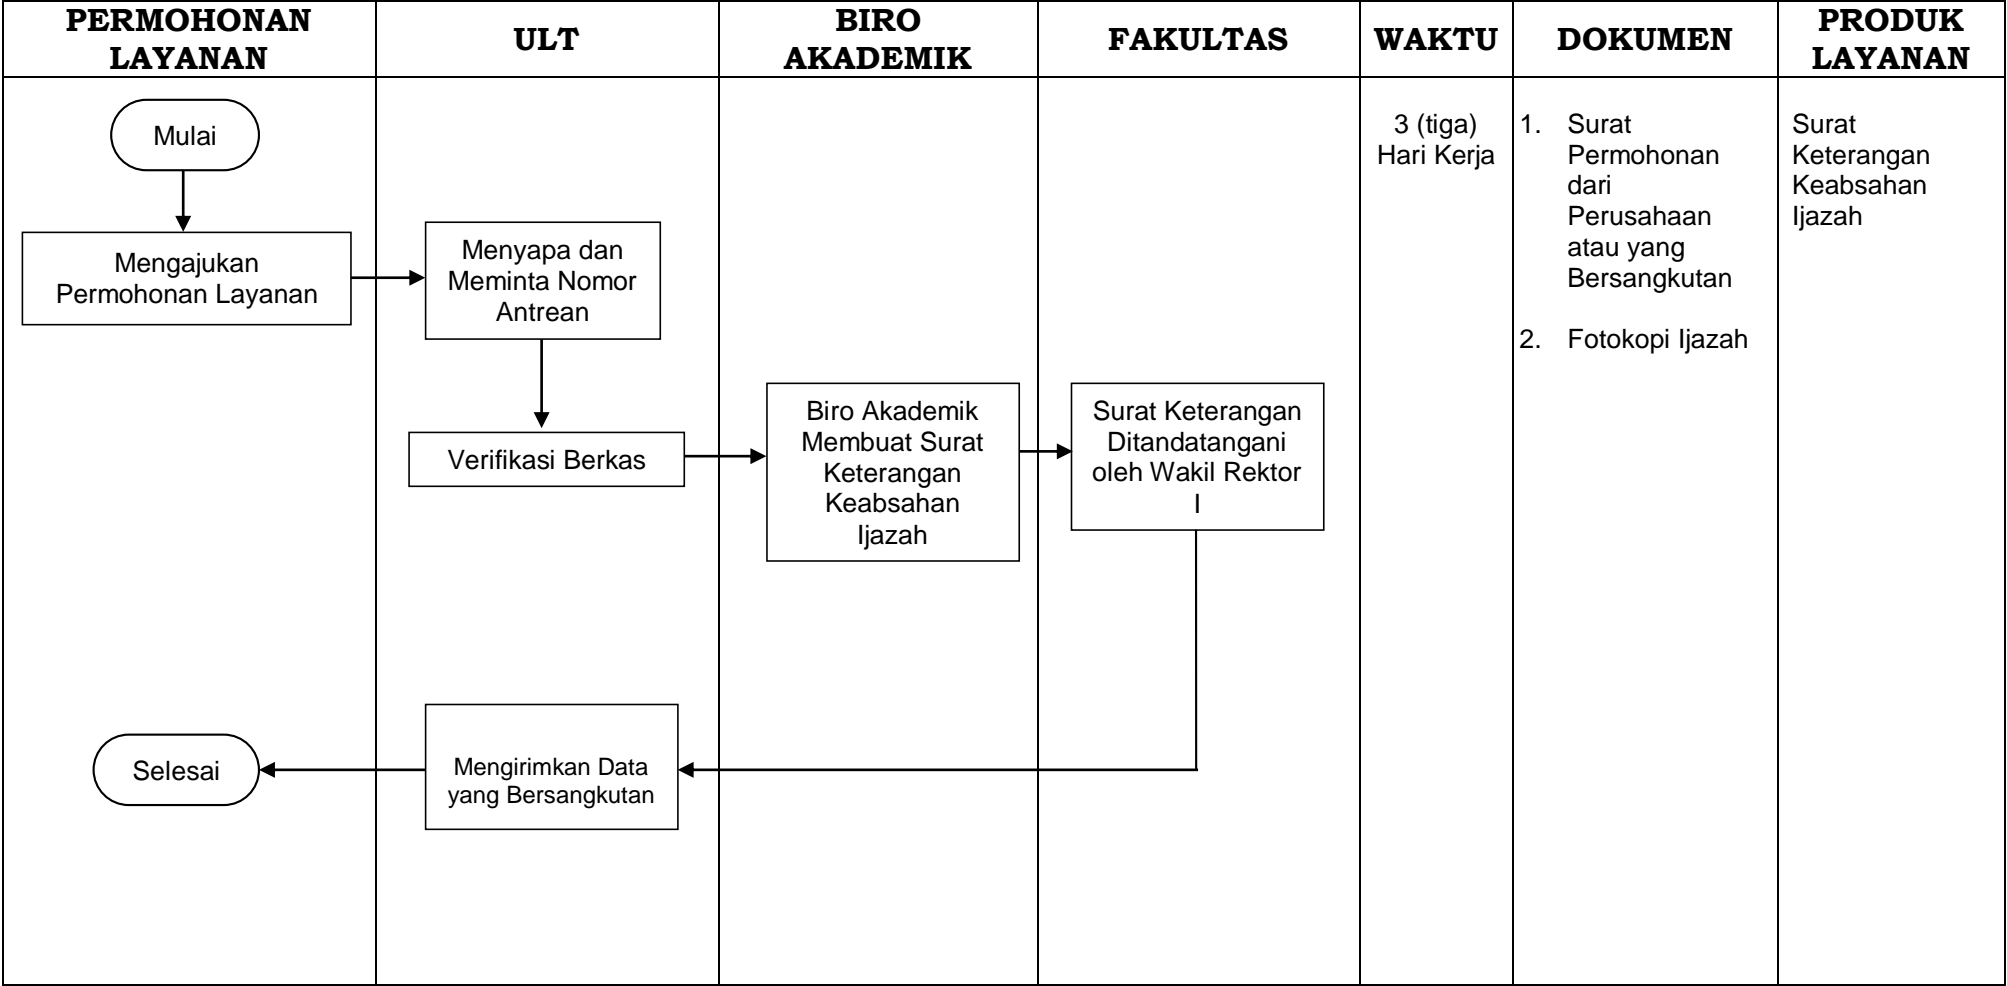 PERMOHONAN
LAYANAN
ULT
BIRO
AKADEMIK
FAKULTAS
WAKTU
DOKUMEN
PRODUK
LAYANAN
Mulai
Mengajukan
Permohonan Layanan
Menyapa dan
Meminta Nomor
Antrean
Verifikasi Berkas
Biro Akademik
Membuat Surat
Keterangan
Keabsahan
Ijazah
Surat Keterangan
Ditandatangani
oleh Wakil Rektor
I
Mengirimkan Data
yang Bersangkutan
Selesai
3 (tiga)
Hari Kerja
1. Surat
Permohonan
dari
Perusahaan
atau yang
Bersangkutan
2. Fotokopi Ijazah
Surat
Keterangan
Keabsahan
Ijazah